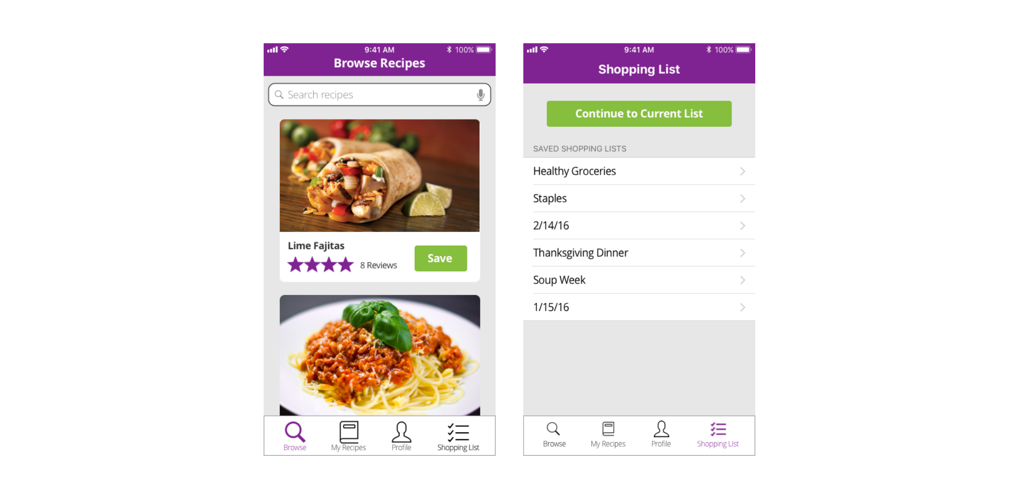 9:41 AM
100%
Browse Recipes
Search recipes
Lime Fajitas
8 Reviews
Save
Browse
My Recipes
Profile
Shopping List
9:41 AM
100%
Shopping List
Continue to Current List
SAVED SHOPPING LISTS
Healthy Groceries
Staples
2/14/16
Thanksgiving Dinner
Soup Week
1/15/16
Browse
My Recipes
Profile
Shopping List